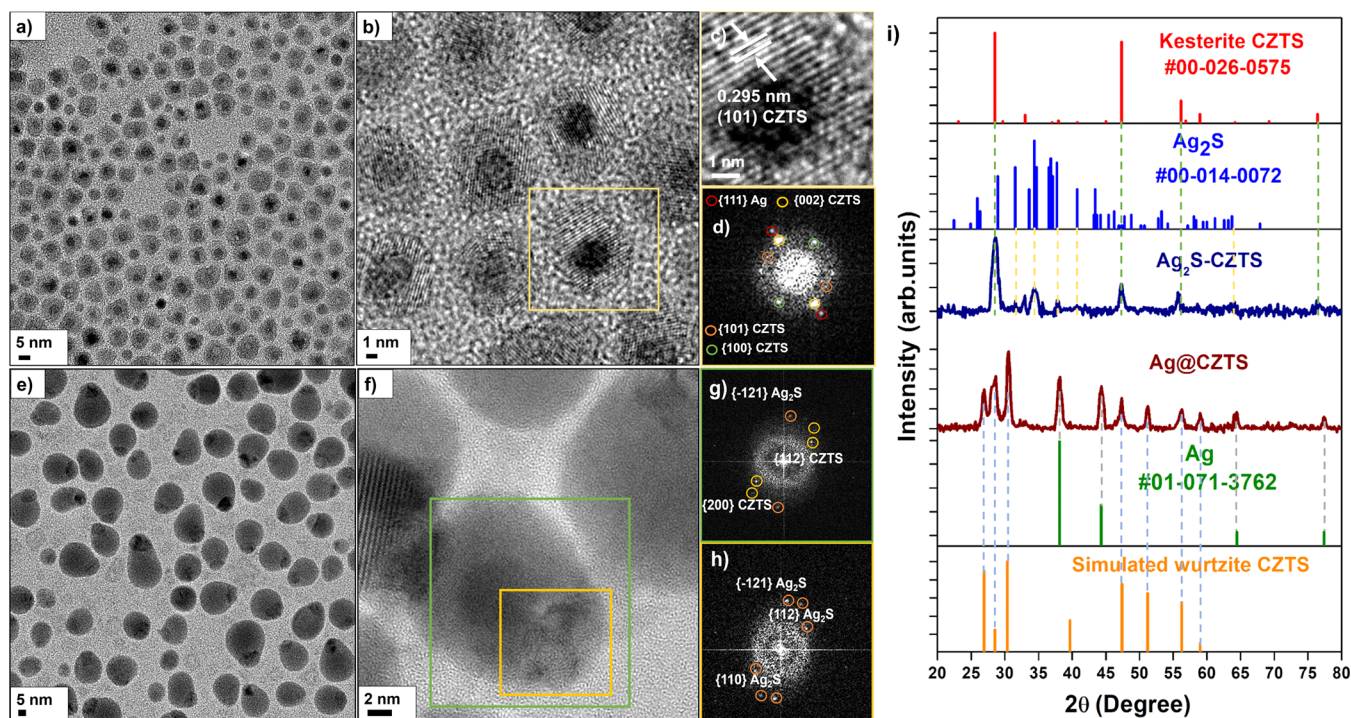 a)
5 nm
b)
1 nm
c)
0.295 nm
(101) CZTS
1 nm
{111} Ag {002} CZTS
d)
{101} CZTS
{100} CZTS
e)
5 nm
f)
2 nm
g)
{-121} Ag2S
{112} CZTS
{200} CZTS
h)
{-121} Ag2S
{112} Ag2S
{110} Ag2S
i)
Kesterite CZTS
#00-026-0575
Ag2S
#00-014-0072
Ag2S-CZTS
Ag@CZTS
Ag
#01-071-3762
Simulated wurtzite CZTS
Intensity (arb.units)
20 25 30 35 40 45 50 55 60 65 70 75 80
2θ (Degree)